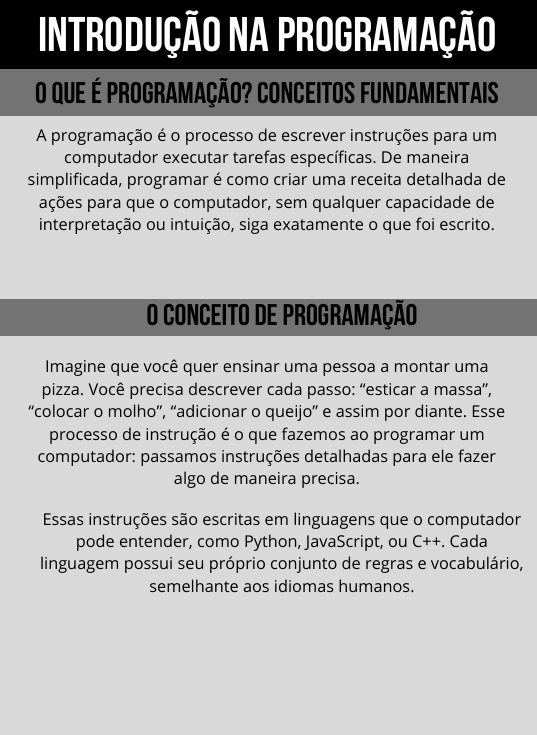 INTRODUÇÃO NA PROGRAMAÇÃO
O QUE É PROGRAMAÇÃO? CONCEITOS FUNDAMENTAIS
A programação é o processo de escrever instruções para um
computador executar tarefas específicas. De maneira
simplificada, programar é como criar uma receita detalhada de
ações para que o computador, sem qualquer capacidade de
interpretação ou intuição, siga exatamente o que foi escrito.
O CONCEITO DE PROGRAMAÇÃO
Imagine que você quer ensinar uma pessoa a montar uma
pizza. Você precisa descrever cada passo: “esticar a massa”,
“colocar o molho”, “adicionar o queijo” e assim por diante. Esse
processo de instrução é o que fazemos ao programar um
computador: passamos instruções detalhadas para ele fazer
algo de maneira precisa.
Essas instruções são escritas em linguagens que o computador
pode entender, como Python, JavaScript, ou C++. Cada
linguagem possui seu próprio conjunto de regras e vocabulário,
semelhante aos idiomas humanos.